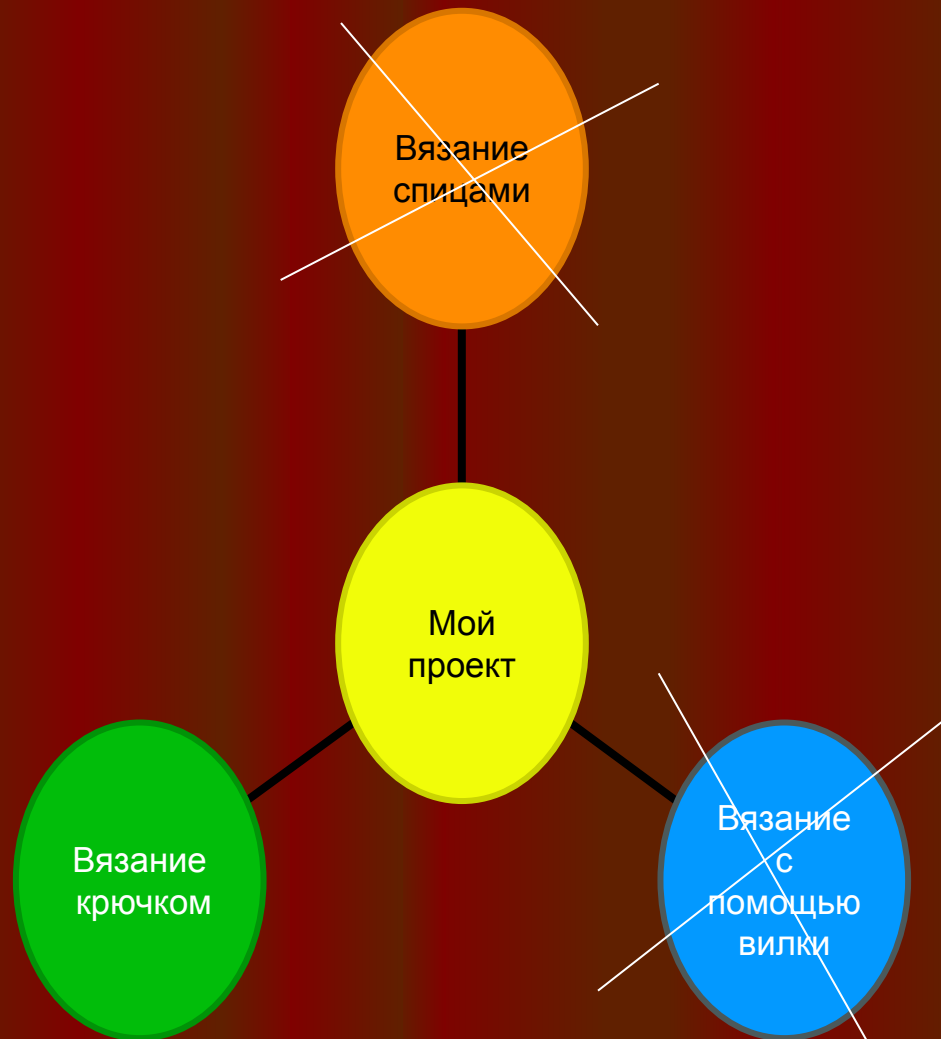 Вязание
спицами
Мой
проект
Вязание
крючком
Вязание
с
помощью
вилки